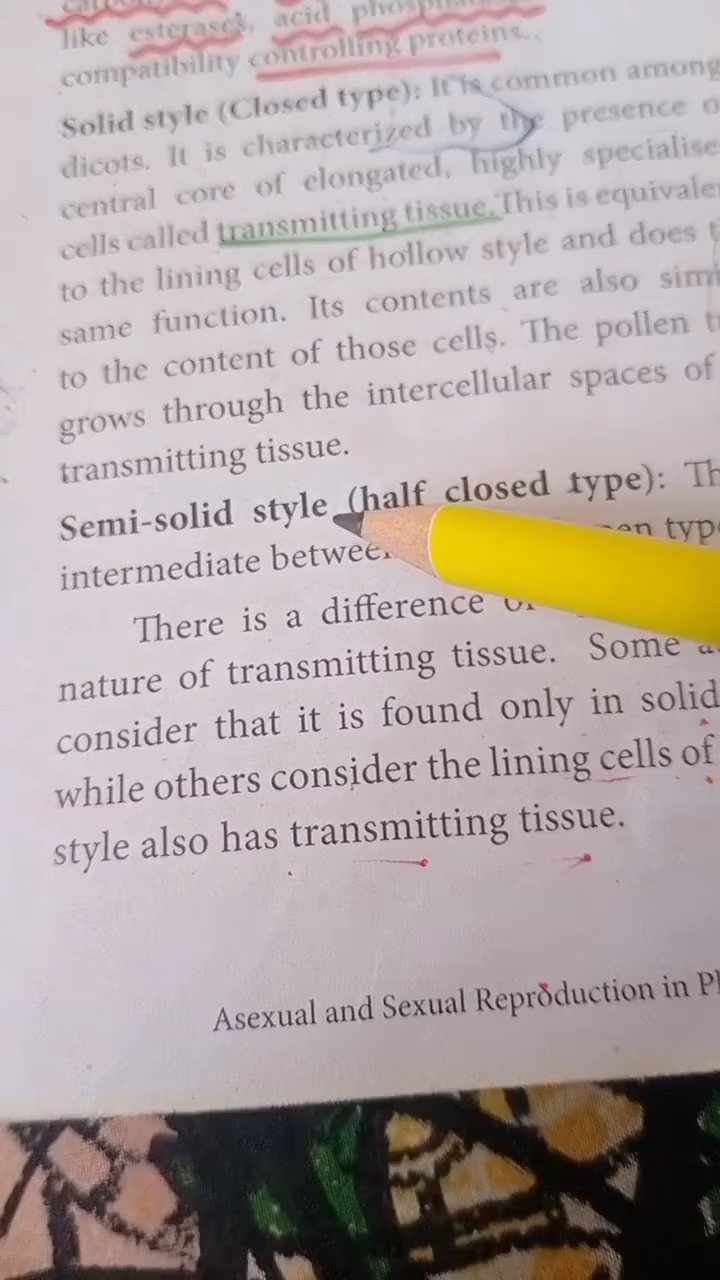 like esterases, acid
compatibility controlling proteins..
Solid style (Closed type): It is common among
dicots. It is characterized by the presence o
central core of elongated, highly specialise
cells called transmitting tissue. This is equivale
to the lining cells of hollow style and does t
same function. Its contents are also simi
to the content of those cells. The pollen t
grows through the intercellular spaces of
transmitting tissue.
Semi-solid style (half closed type): Th
intermediate between typ
There is a difference
nature of transmitting tissue. Some a
consider that it is found only in solid
while others consider the lining cells of
style also has transmitting tissue.
Asexual and Sexual Reproduction in Pl